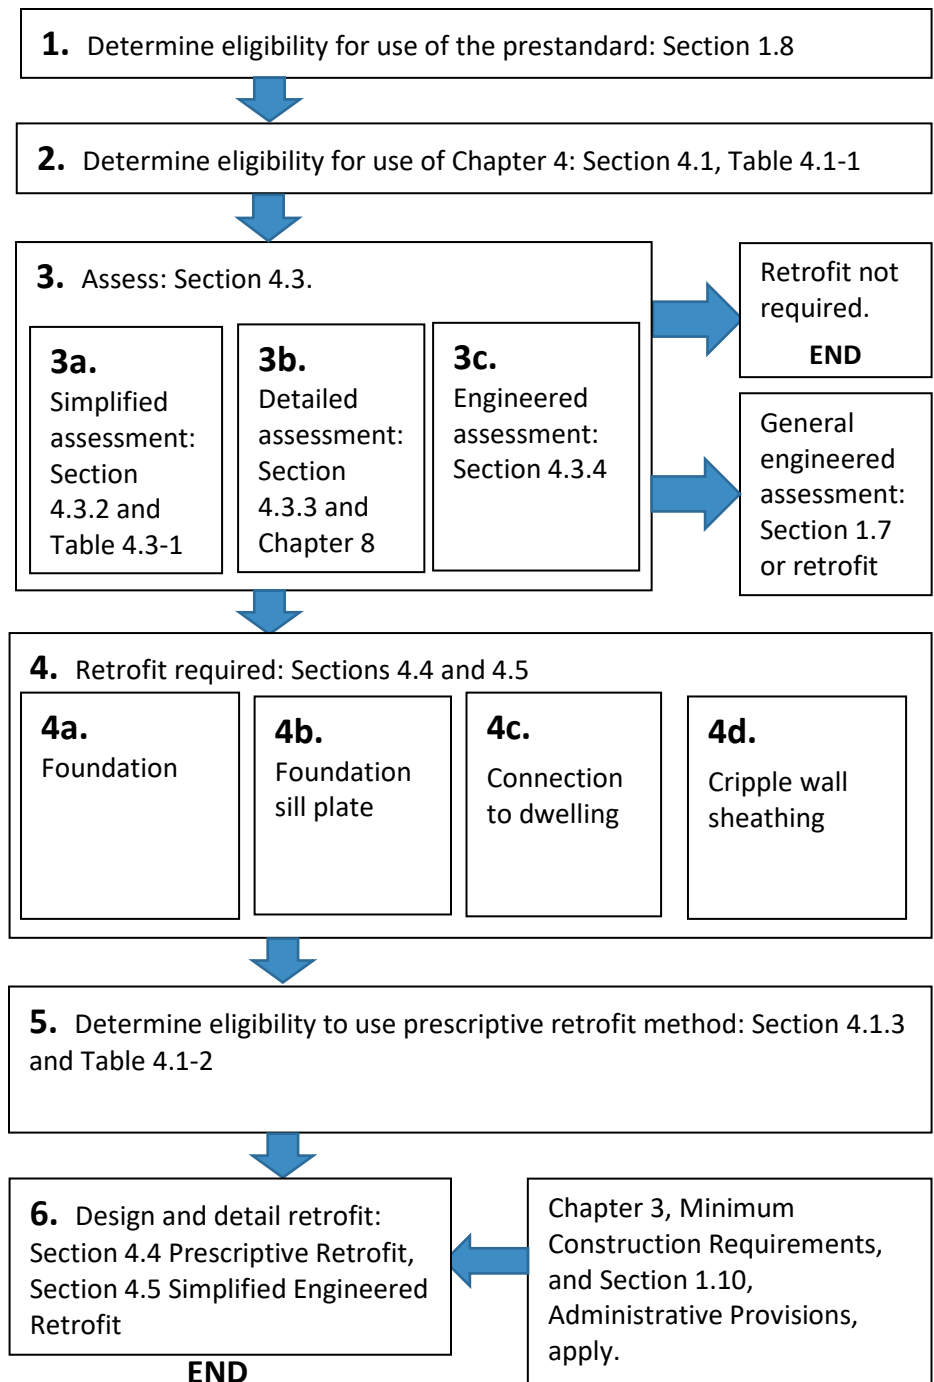 1. Determine eligibility for use of the prestandard: Section 1.8
2. Determine eligibility for use of Chapter 4: Section 4.1, Table 4.1-1
3. Assess: Section 4.3.
3a.
Simplified
assessment:
Section
4.3.2 and
Table 4.3-1
3b.
Detailed
assessment:
Section
4.3.3 and
Chapter 8
3c.
Engineered
assessment:
Section 4.3.4
Retrofit not
required.
END
General
engineered
assessment:
Section 1.7
or retrofit
4. Retrofit required: Sections 4.4 and 4.5
4a.
Foundation
4b.
Foundation
sill plate
4c.
Connection
to dwelling
4d.
Cripple wall
sheathing
5. Determine eligibility to use prescriptive retrofit method: Section 4.1.3
and Table 4.1-2
6. Design and detail retrofit:
Section 4.4 Prescriptive Retrofit,
Section 4.5 Simplified Engineered
Retrofit
END
Chapter 3, Minimum
Construction Requirements,
and Section 1.10,
Administrative Provisions,
apply.